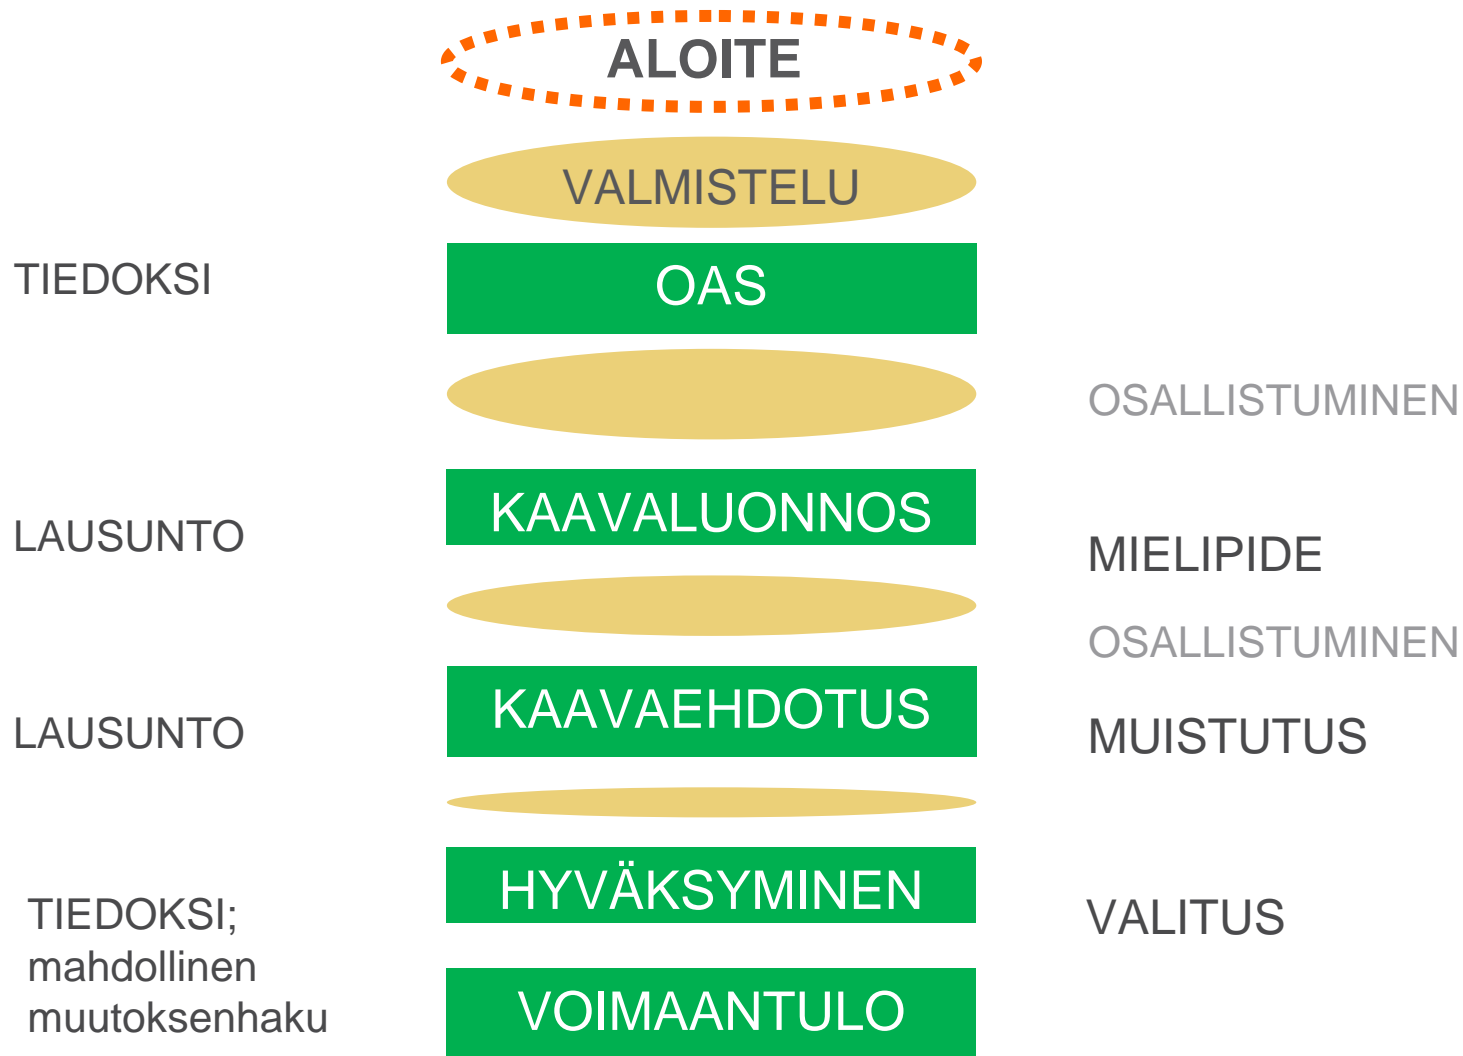 ALOITE
VALMISTELU
TIEDOKSI
OAS
OSALLISTUMINEN
KAAVALUONNOS
LAUSUNTO
MIELIPIDE
OSALLISTUMINEN
KAAVAEHDOTUS
LAUSUNTO
MUISTUTUS
HYVÄKSYMINEN
TIEDOKSI;
mahdollinen
muutoksenhaku
VALITUS
VOIMAANTULO